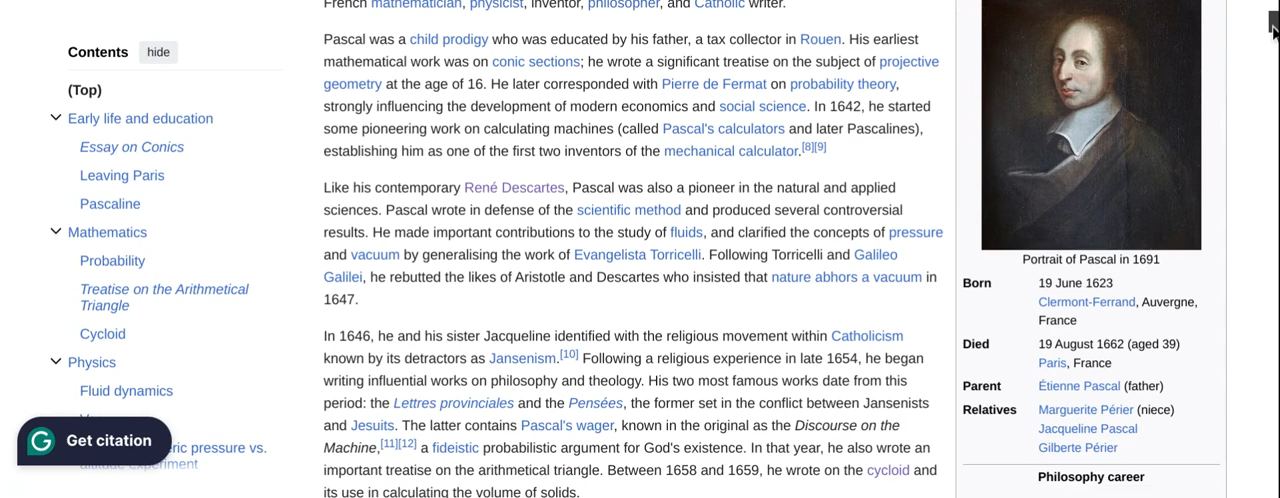 Contents hide
(Top)
Early life and education
Essay on Conics
Leaving Paris
Pascaline
Mathematics
Probability
Treatise on the Arithmetical
Triangle
Cycloid
Physics
Fluid dynamics
eric pressure vs.
altitude experiment
Get citation
French mathematician, physicist, inventor, philosopher, and Catholic writer.
Pascal was a child prodigy who was educated by his father, a tax collector in Rouen. His earliest
mathematical work was on conic sections; he wrote a significant treatise on the subject of projective
geometry at the age of 16. He later corresponded with Pierre de Fermat on probability theory,
strongly influencing the development of modern economics and social science. In 1642, he started
some pioneering work on calculating machines (called Pascal's calculators and later Pascalines),
establishing him as one of the first two inventors of the mechanical calculator.[8][9]
Like his contemporary René Descartes, Pascal was also a pioneer in the natural and applied
sciences. Pascal wrote in defense of the scientific method and produced several controversial
results. He made important contributions to the study of fluids, and clarified the concepts of pressure
and vacuum by generalising the work of Evangelista Torricelli. Following Torricelli and Galileo
Galilei, he rebutted the likes of Aristotle and Descartes who insisted that nature abhors a vacuum in
1647.
In 1646, he and his sister Jacqueline identified with the religious movement within Catholicism
known by its detractors as Jansenism.[10] Following a religious experience in late 1654, he began
writing influential works on philosophy and theology. His two most famous works date from this
period: the Lettres provinciales and the Pensées, the former set in the conflict between Jansenists
and Jesuits. The latter contains Pascal's wager, known in the original as the Discourse on the
Machine,[11][12] a fideistic probabilistic argument for God's existence. In that year, he also wrote an
important treatise on the arithmetical triangle. Between 1658 and 1659, he wrote on the cycloid and
its use in calculating the volume of solids.
Portrait of Pascal in 1691
Born 19 June 1623
Clermont-Ferrand, Auvergne,
France
Died 19 August 1662 (aged 39)
Paris, France
Parent Étienne Pascal (father)
Relatives Marguerite Périer (niece)
Jacqueline Pascal
Gilberte Périer
Philosophy career